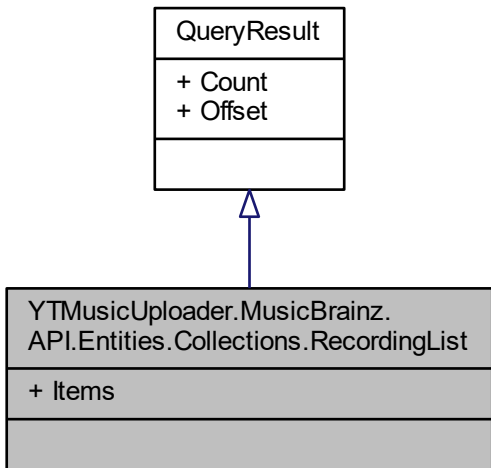 QueryResult
+ Count
+ Offset
YTMusicUploader.MusicBrainz.
API.Entities.Collections.RecordingList
+ Items